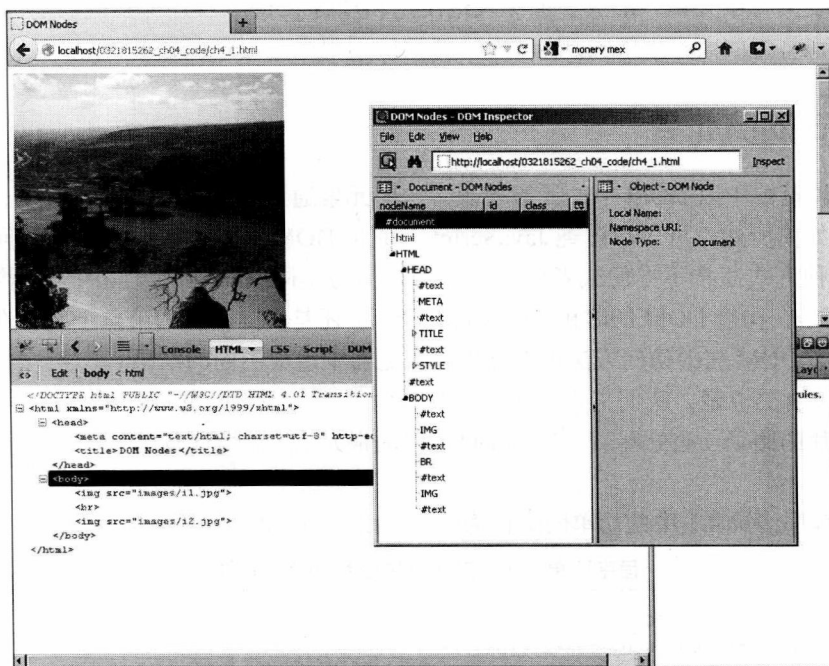 DOM Nodes
localhost/0321815262_ch04_code/ch4_1.html
monery mex
DOM Nodes - DOM Inspector
File Edit View Help
http://localhost/0321815262_ch04_code/ch4_1.html
Inspect
Document - DOM Nodes
Object - DOM Node
nodeName id class
#document
html
HTML
HEAD
#text
META
#text
TITLE
#text
STYLE
#text
BODY
#text
IMG
#text
BR
#text
IMG
#text
Local Name:
Namespace URI:
Node Type: Document
Console HTML CSS Script DOM
Edit body < html
rules.
<!DOCTYPE html PUBLIC "-//W3C//DTD HTML 4.01 Transition
<html xmlns="http://www.w3.org/1999/xhtml">
<head>
<meta content="text/html; charset=utf-8" http-eq
<title>DOM Nodes</title>
</head>
<body>
<img src="images/i1.jpg">
<br>
<img src="images/i2.jpg">
</body>
</html>